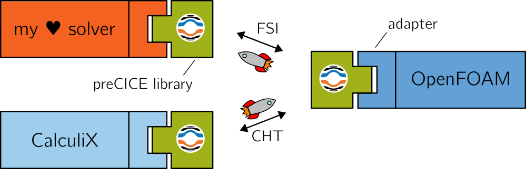 my ♥ solver
FSI
adapter
preCICE library
OpenFOAM
CalculiX
CHT